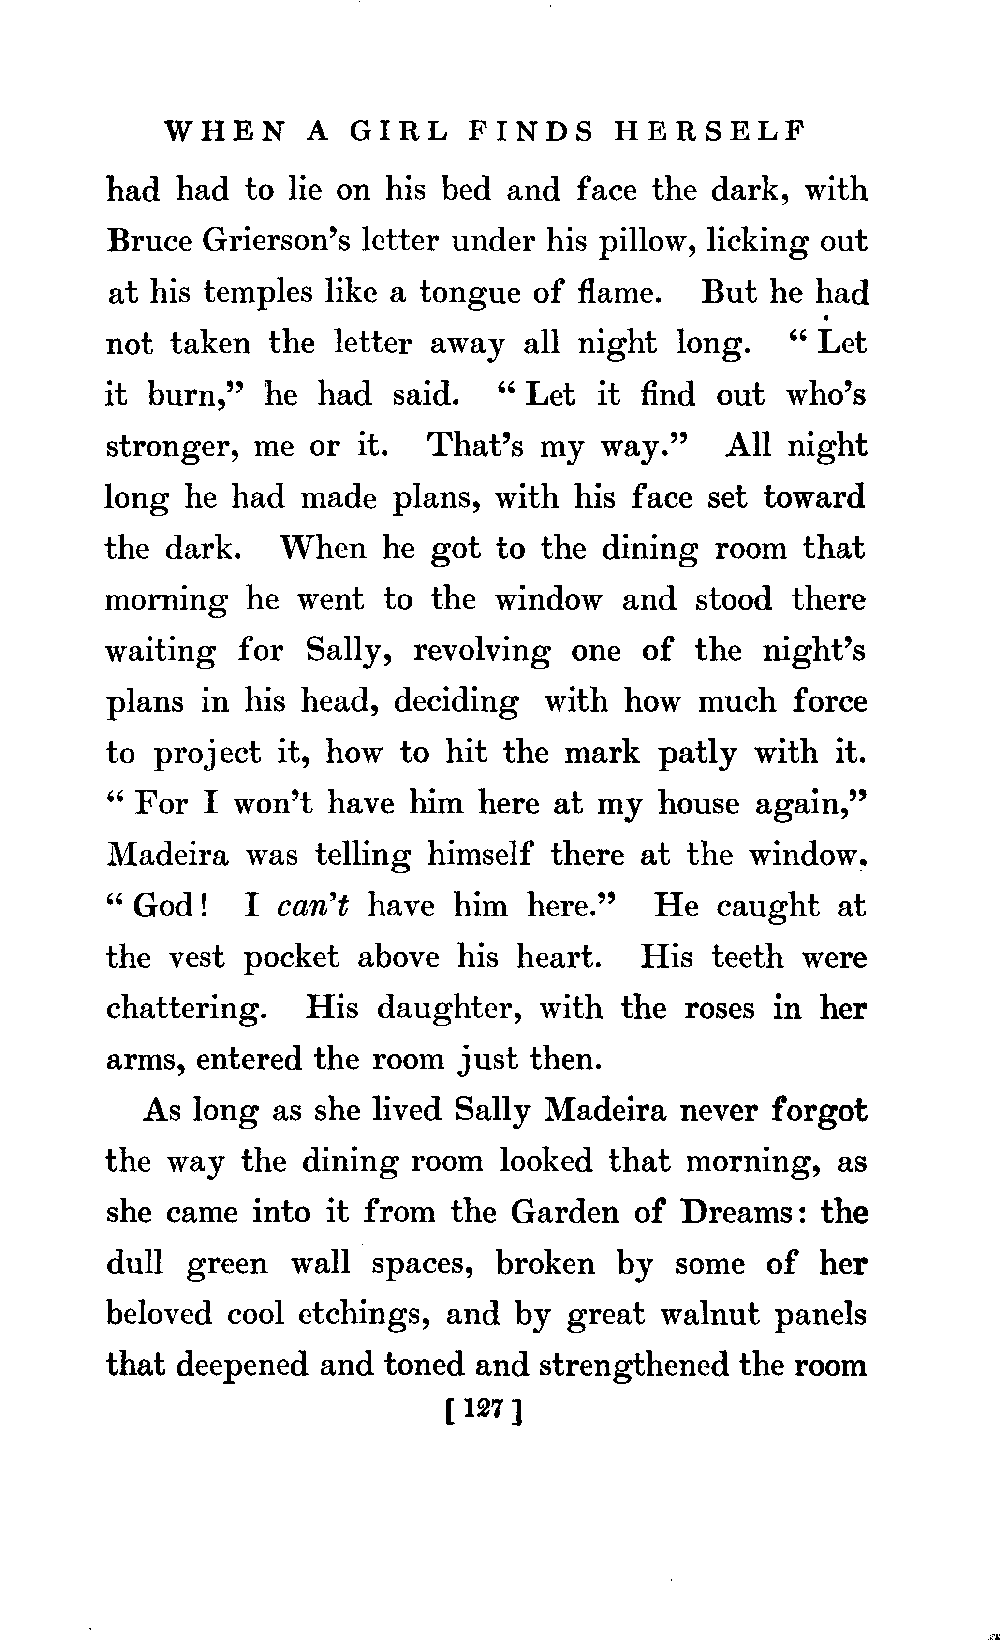 WHEN A GIRL FINDS HERSELF
had had to lie on his bed and face the dark, with
Bruce Grierson's letter under his pillow, licking out
at his temples like a tongue of flame. But he had
not taken the letter away all night long. “ Let
it burn,” he had said. “ Let it find out who's
stronger, me or it. That's my way.” All night
long he had made plans, with his face set toward
the dark. When he got to the dining room that
morning he went to the window and stood there
waiting for Sally, revolving one of the night's
plans in his head, deciding with how much force
to project it, how to hit the mark patly with it.
“ For I won't have him here at my house again,”
Madeira was telling himself there at the window.
“ God! I can't have him here.” He caught at
the vest pocket above his heart. His teeth were
chattering. His daughter, with the roses in her
arms, entered the room just then.
As long as she lived Sally Madeira never forgot
the way the dining room looked that morning, as
she came into it from the Garden of Dreams: the
dull green wall spaces, broken by some of her
beloved cool etchings, and by great walnut panels
that deepened and toned and strengthened the room
[ 127 ]